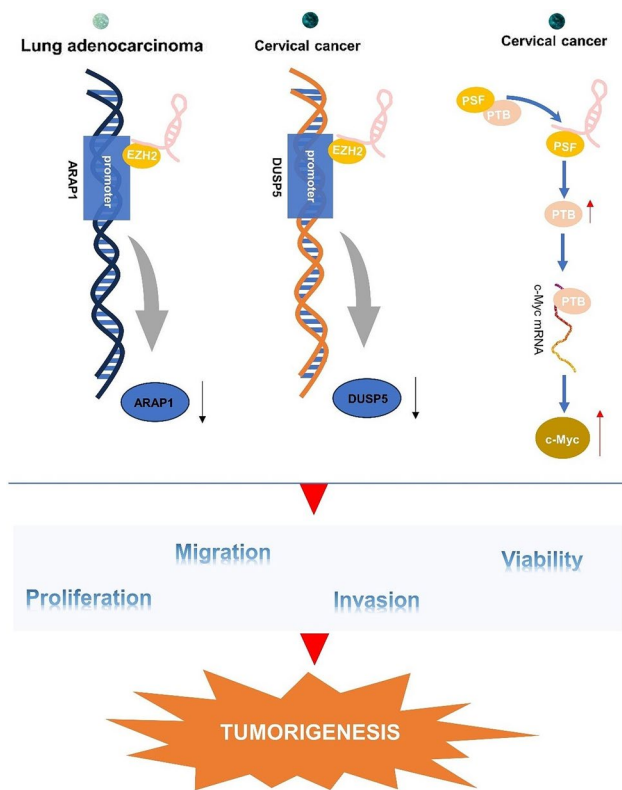 Lung adenocarcinoma
EZH2
promoter
ARAP1
ARAP1
Cervical cancer
EZH2
promoter
DUSP5
DUSP5
Cervical cancer
PSF
PTB
PSF
PTB
PTB
c-Myc mRNA
c-Myc
Migration
Viability
Proliferation
Invasion
TUMORIGENESIS